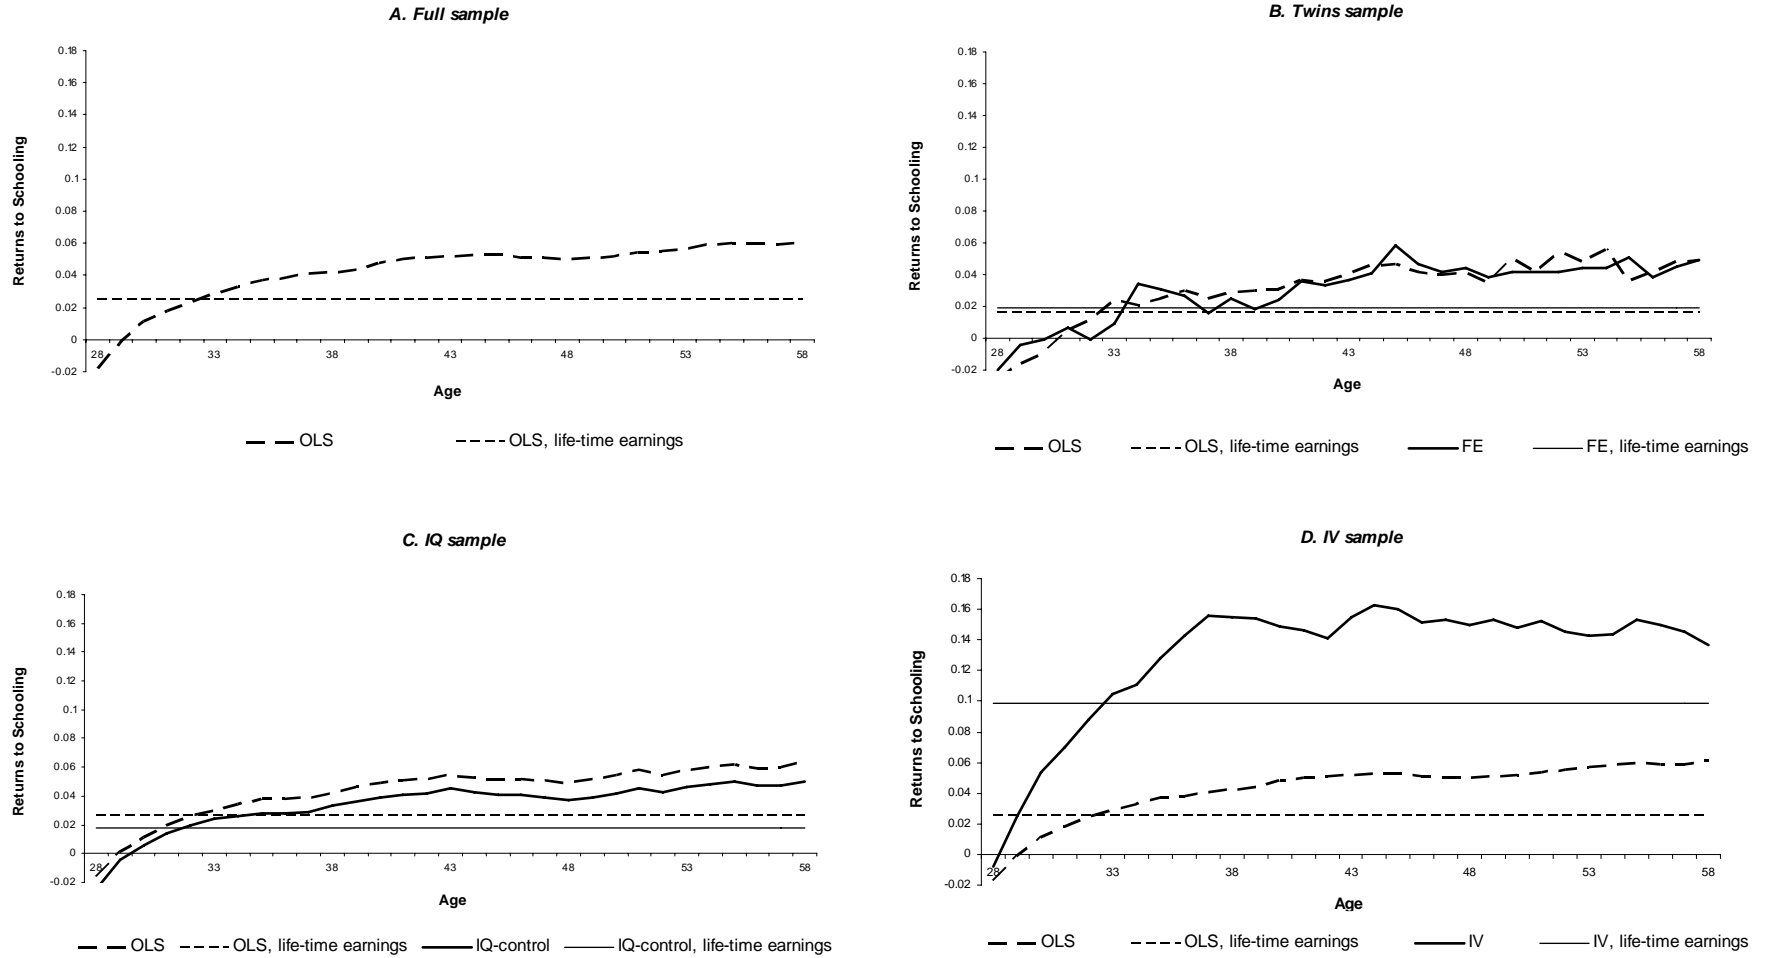 A. Full sample
0.18
0.16
0.14
0.12
0.1
0.08
0.06
0.04
0.02
0
-0.02
Returns to Schooling
28 33 38 43 48 53 58
Age
OLS OLS, life-time earnings
B. Twins sample
0.18
0.16
0.14
0.12
0.1
0.08
0.06
0.04
0.02
0
-0.02
Returns to Schooling
28 33 38 43 48 53 58
Age
OLS OLS, life-time earnings FE FE, life-time earnings
C. IQ sample
0.18
0.16
0.14
0.12
0.1
0.08
0.06
0.04
0.02
0
-0.02
Returns to Schooling
28 33 38 43 48 53 58
Age
OLS OLS, life-time earnings IQ-control IQ-control, life-time earnings
D. IV sample
0.18
0.16
0.14
0.12
0.1
0.08
0.06
0.04
0.02
0
-0.02
Returns to Schooling
28 33 38 43 48 53 58
Age
OLS OLS, life-time earnings IV IV, life-time earnings